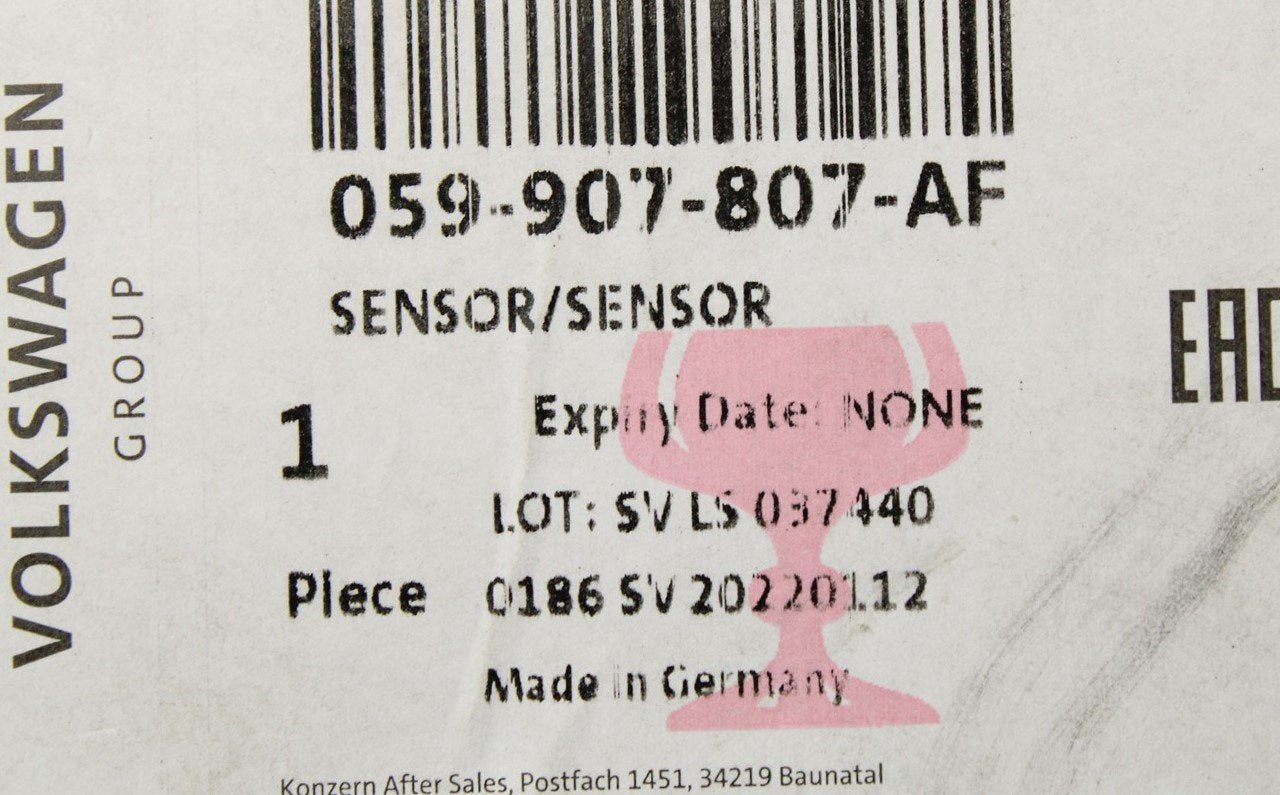 VOLKSWAGEN
GROUP
059-907-807-AF
SENSOR/SENSOR
EAC
Expiry Date: NONE
1
LOT: SV LS 037440
Piece 0186 SV 20220112
Made in Germany
Konzern After Sales, Postfach 1451, 34219 Baunatal